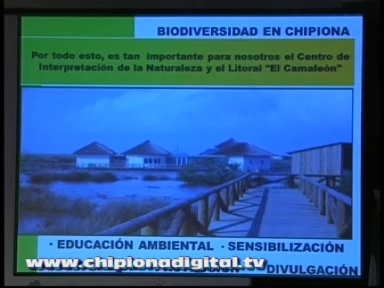 BIODIVERSIDAD EN CHIPIONA
Por todo esto, es tan importante para nosotros el Centro de
Interpretación de la Naturaleza y el Litoral "El Camaleón"
· EDUCACIÓN AMBIENTAL · SENSIBILIZACIÓN
www.chipionadigital.tv
DIVULGACIÓN